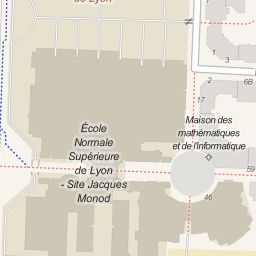 de Lyon
1
3
2
6B
17
École
Normale
Supérieure
de Lyon
- Site Jacques
Monod
Maison des
mathématiques
et de l'informatique
59
46